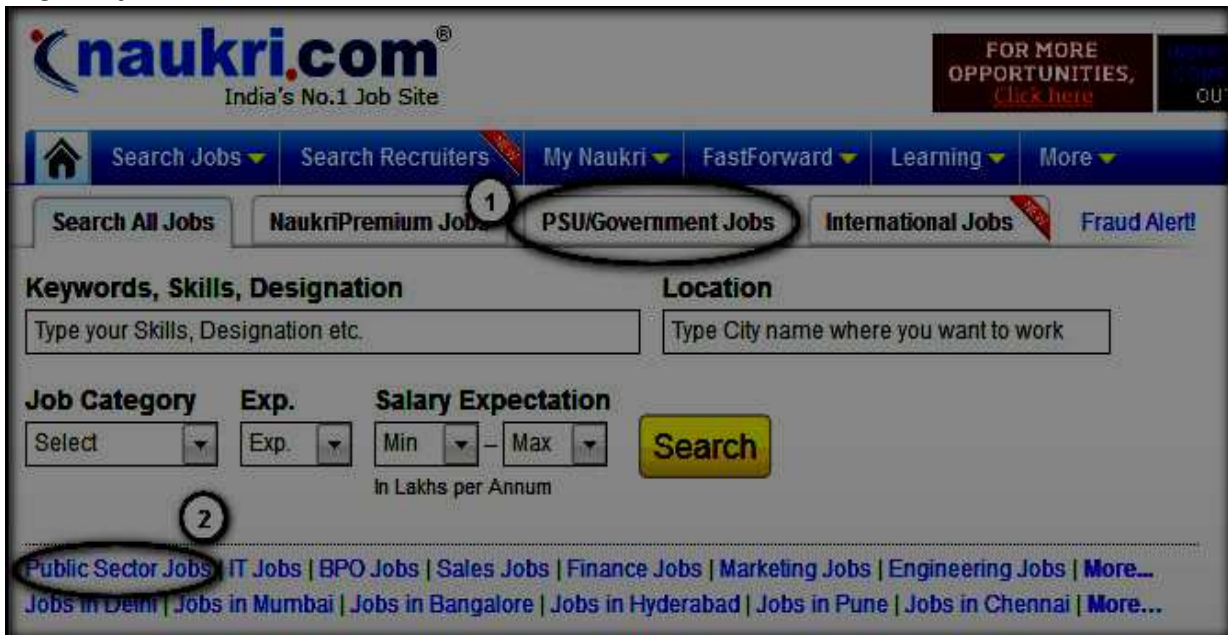 naukri.com®
India's No.1 Job Site
FOR MORE
OPPORTUNITIES,
Click here
OU
Search Jobs Search Recruiters NEW My Naukri FastForward Learning More
1
Search All Jobs NaukriPremium Jobs PSU/Government Jobs International Jobs NEW Fraud Alert!
Keywords, Skills, Designation Location
Type your Skills, Designation etc. Type City name where you want to work
Job Category Exp. Salary Expectation
Select Exp. Min – Max Search
In Lakhs per Annum
2
Public Sector Jobs | IT Jobs | BPO Jobs | Sales Jobs | Finance Jobs | Marketing Jobs | Engineering Jobs | More...
Jobs in Delhi | Jobs in Mumbai | Jobs in Bangalore | Jobs in Hyderabad | Jobs in Pune | Jobs in Chennai | More...